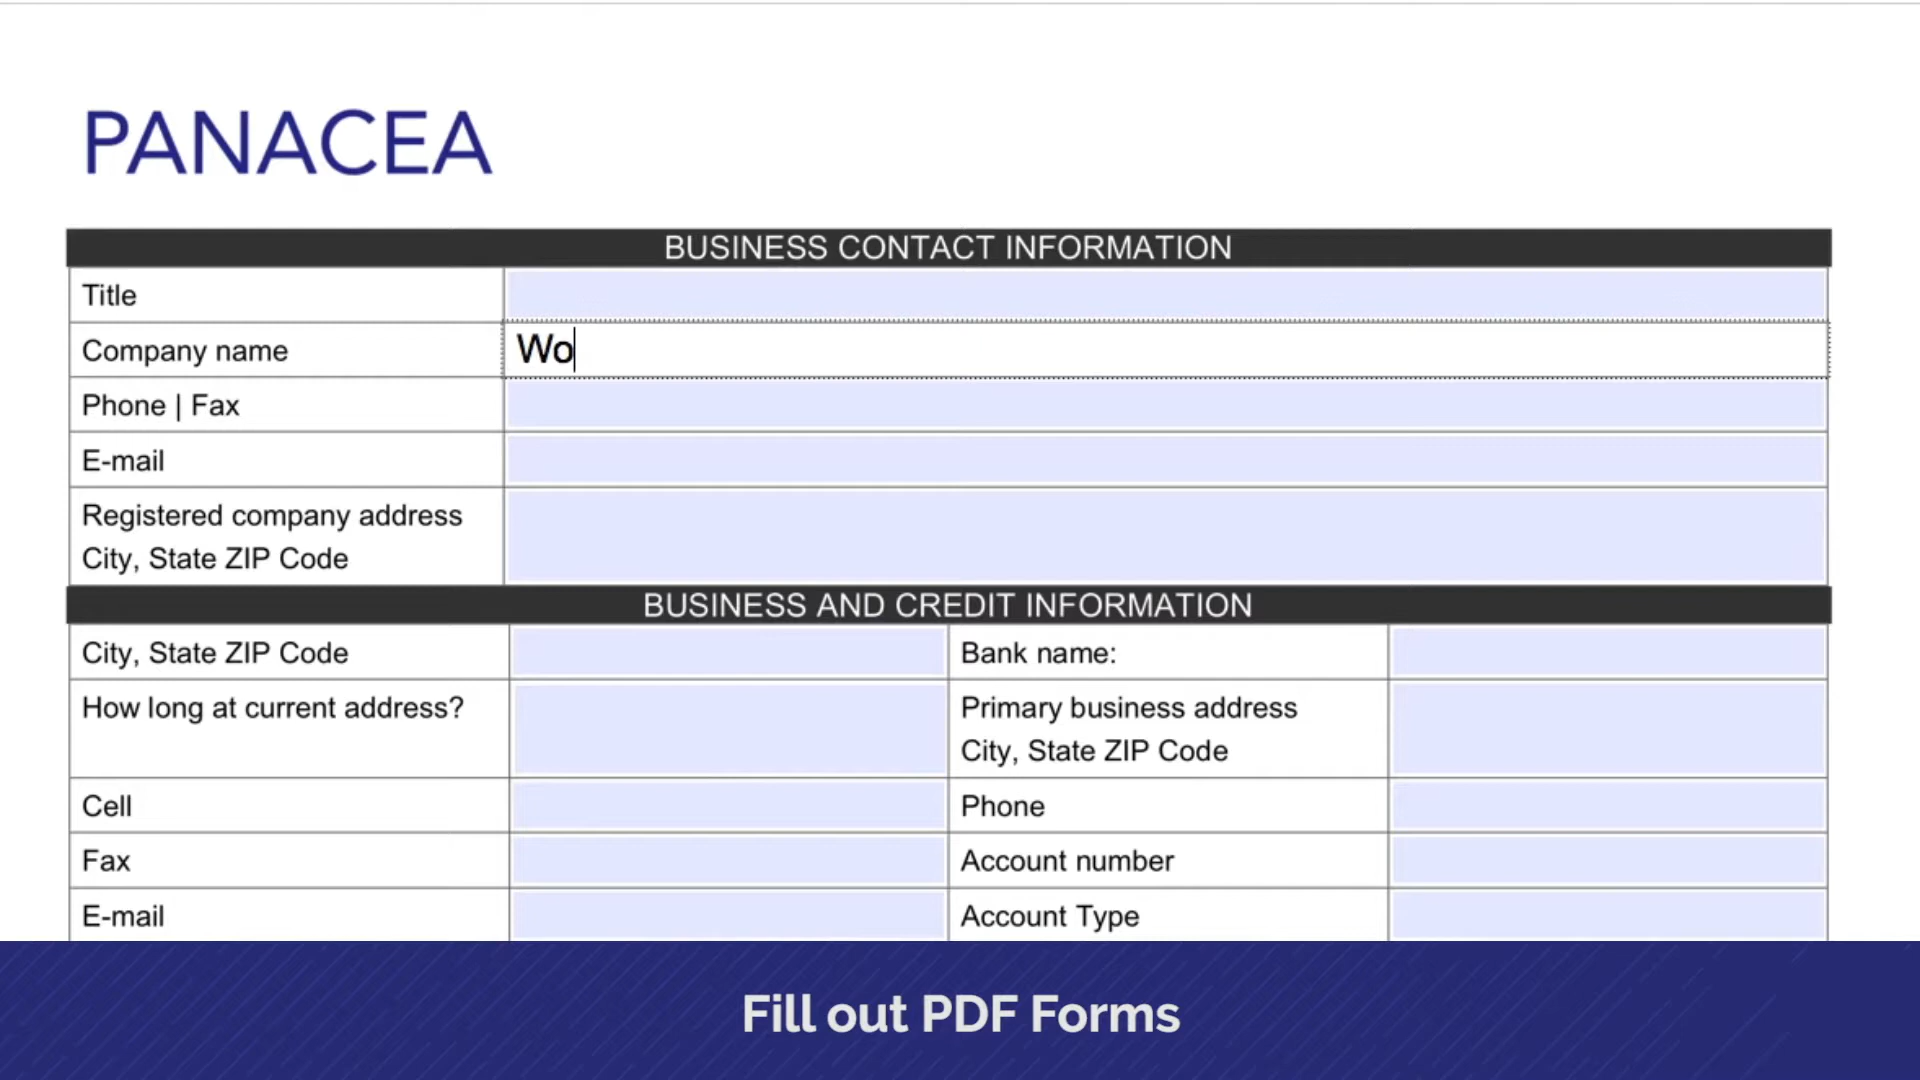 PANACEA
BUSINESS CONTACT INFORMATION
Title
Company name
Wo
Phone | Fax
E-mail
Registered company address
City, State ZIP Code
BUSINESS AND CREDIT INFORMATION
City, State ZIP Code
Bank name:
How long at current address?
Primary business address
City, State ZIP Code
Cell
Phone
Fax
Account number
E-mail
Account Type
Fill out PDF Forms